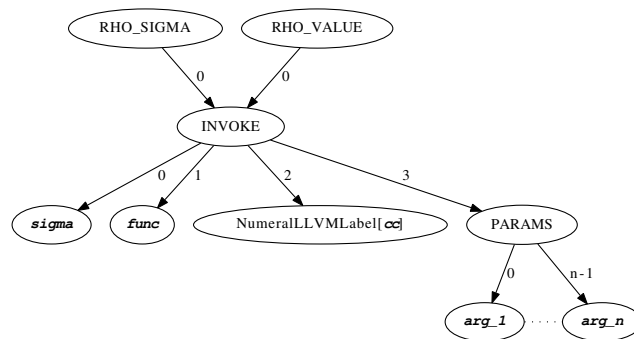 RHO_SIGMA RHO_VALUE
0 0
INVOKE
0 1 2 3
sigma func NumeralLLVMLabel[cc] PARAMS
0 n-1
arg_1 arg_n